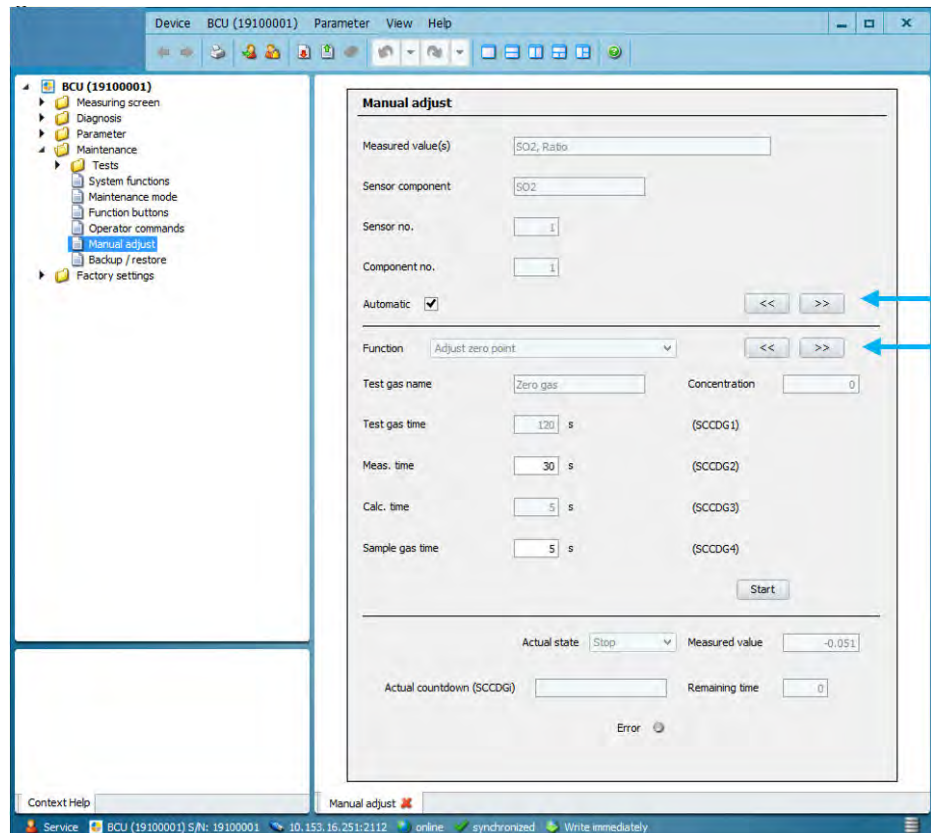 Device BCU (19100001) Parameter View Help
BCU (19100001)
Measuring screen
Diagnosis
Parameter
Maintenance
Tests
System functions
Maintenance mode
Function buttons
Operator commands
Manual adjust
Backup / restore
Factory settings
Manual adjust
Measured value(s) SO2, Ratio
Sensor component SO2
Sensor no. 1
Component no. 1
Automatic << >>
Function Adjust zero point << >>
Test gas name Zero gas Concentration 0
Test gas time 120 s (SCCDG1)
Meas. time 30 s (SCCDG2)
Calc. time 5 s (SCCDG3)
Sample gas time 5 s (SCCDG4)
Start
Actual state Stop Measured value -0.051
Actual countdown (SCCDGi) Remaining time 0
Error
Context Help Manual adjust
Service BCU (19100001) S/N: 19100001 10.153.16.251:2112 online synchronized Write immediately